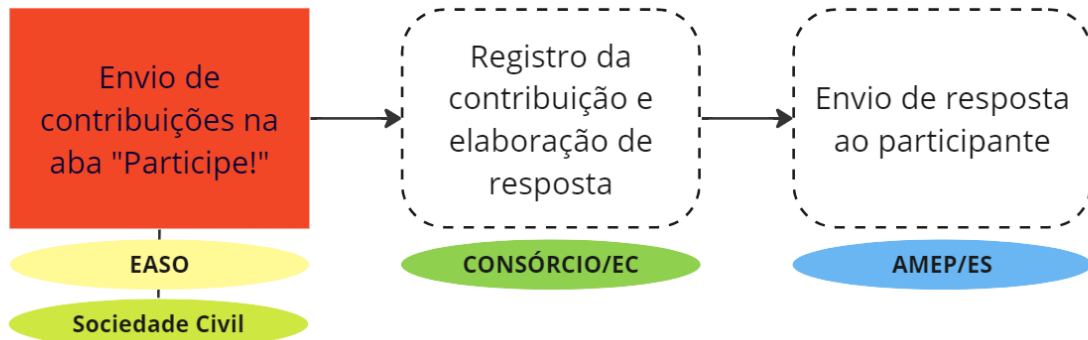 Envio de
contribuições na
aba "Participe!"
EASO
Sociedade Civil
Registro da
contribuição e
elaboração de
resposta
CONSÓRCIO/EC
Envio de resposta
ao participante
AMEP/ES